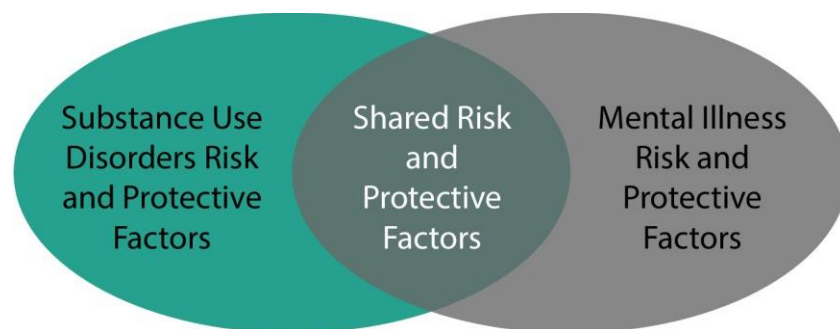 Substance Use
Disorders Risk
and Protective
Factors
Shared Risk
and
Protective
Factors
Mental Illness
Risk and
Protective
Factors